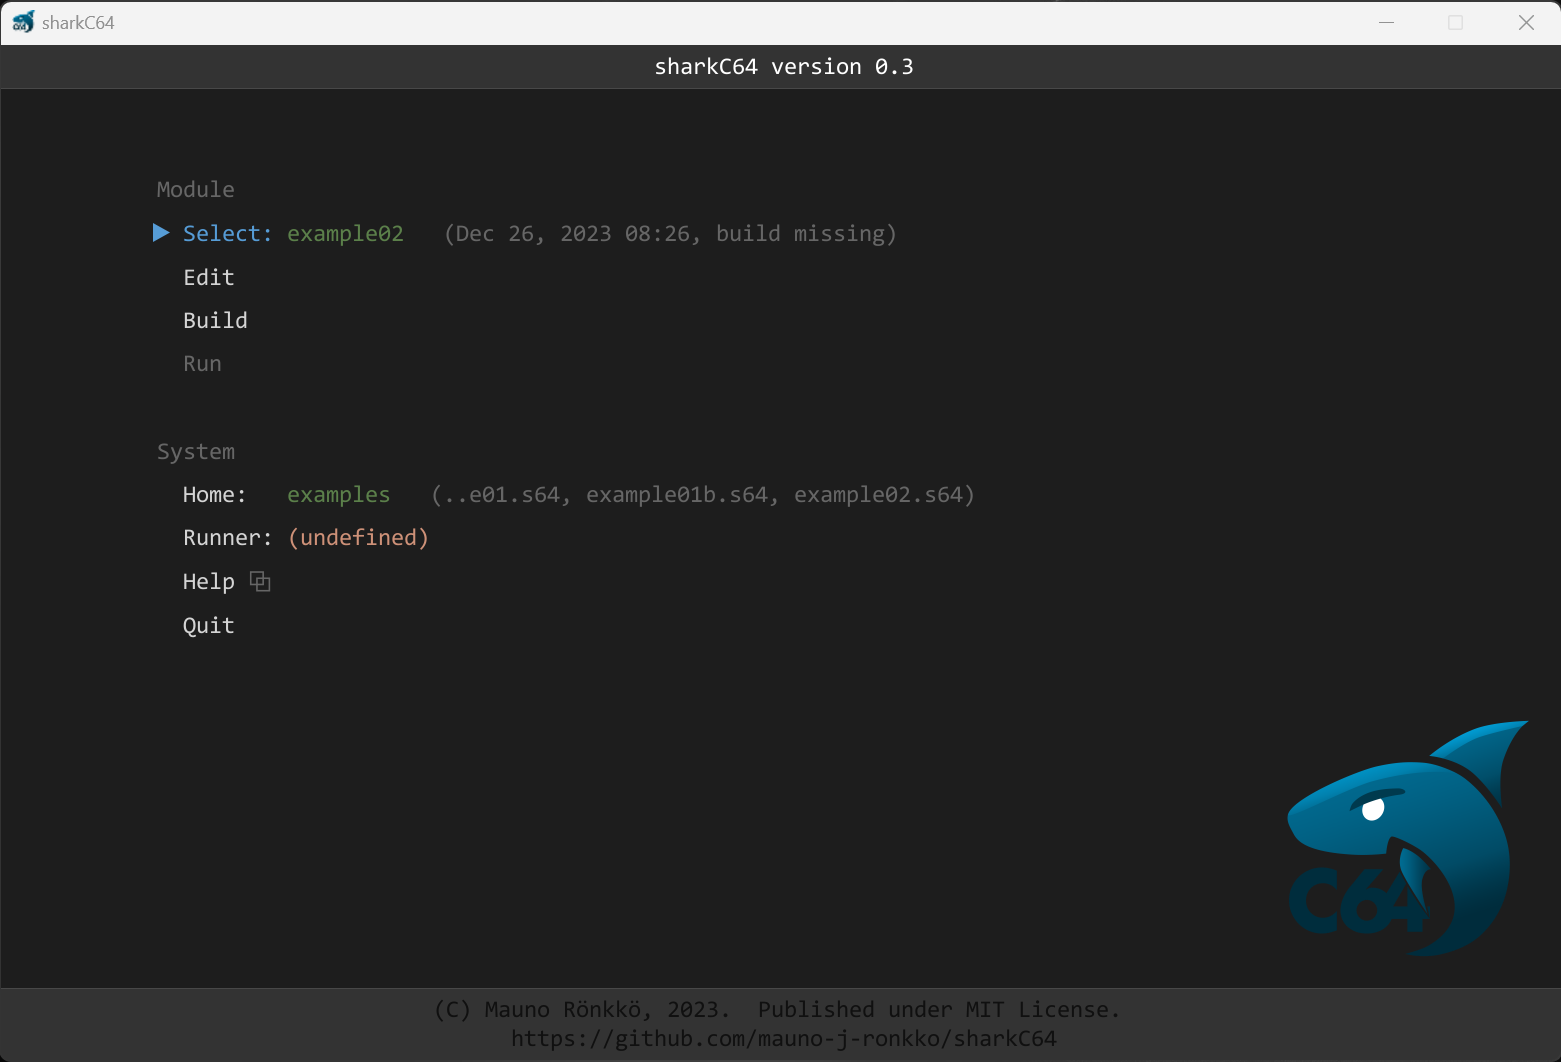 sharkC64
sharkC64 version 0.3
Module
Select: example02 (Dec 26, 2023 08:26, build missing)
Edit
Build
Run
System
Home: examples (..e01.s64, example01b.s64, example02.s64)
Runner: (undefined)
Help
Quit
C64
(C) Mauno Rönkkö, 2023. Published under MIT License.
https://github.com/mauno-j-ronkko/sharkC64